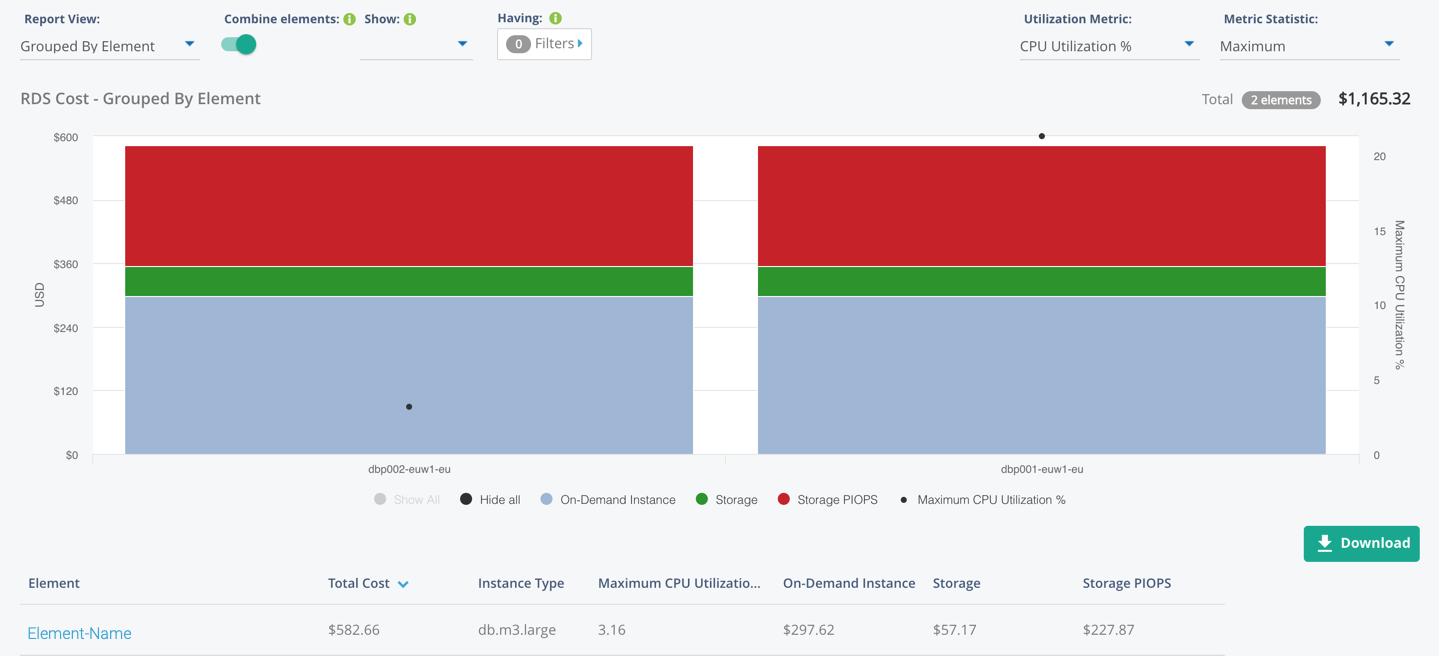 Report View: Combine elements: Show: Having: Utilization Metric: Metric Statistic:
Grouped By Element 0 Filters CPU Utilization % Maximum
RDS Cost - Grouped By Element Total 2 elements $1,165.32
$600
$480
$360
$240
$120
$0
USD
20
15
10
5
0
Maximum CPU Utilization %
dbp002-euw1-eu dbp001-euw1-eu
Show All Hide all On-Demand Instance Storage Storage PIOPS Maximum CPU Utilization %
Download
Element Total Cost Instance Type Maximum CPU Utilizatio... On-Demand Instance Storage Storage PIOPS
Element-Name $582.66 db.m3.large 3.16 $297.62 $57.17 $227.87